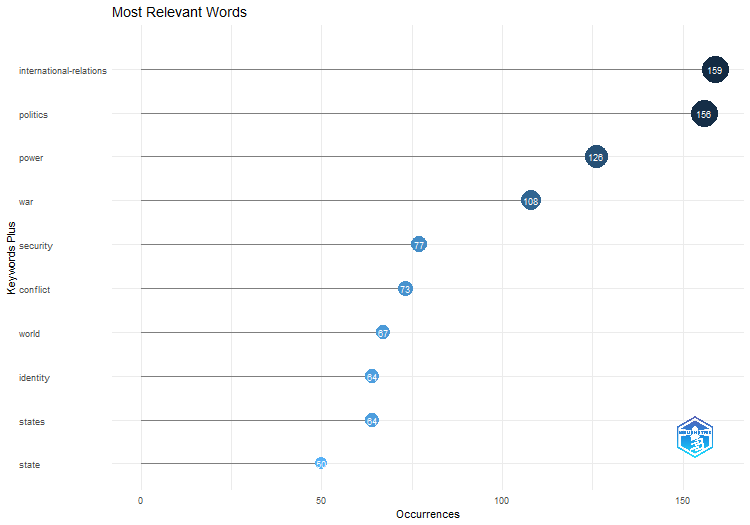 Most Relevant Words
international-relations 159
politics 156
power 126
war 108
security 77
conflict 73
world 67
identity 64
states 64
state 50
Keywords Plus
0 50 100 150
Occurrences